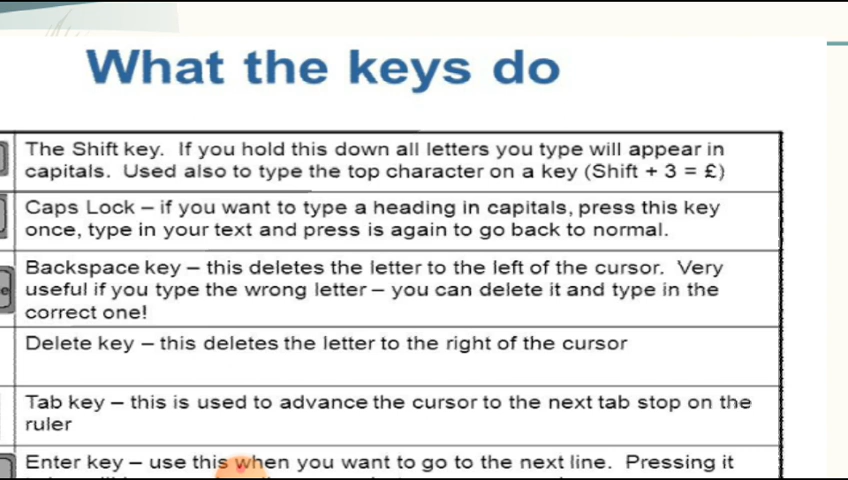 What the keys do
The Shift key. If you hold this down all letters you type will appear in
capitals. Used also to type the top character on a key (Shift + 3 = £)
Caps Lock – if you want to type a heading in capitals, press this key
once, type in your text and press is again to go back to normal.
Backspace key – this deletes the letter to the left of the cursor. Very
useful if you type the wrong letter – you can delete it and type in the
correct one!
e
Delete key – this deletes the letter to the right of the cursor
Tab key – this is used to advance the cursor to the next tab stop on the
ruler
Enter key – use this when you want to go to the next line. Pressing it